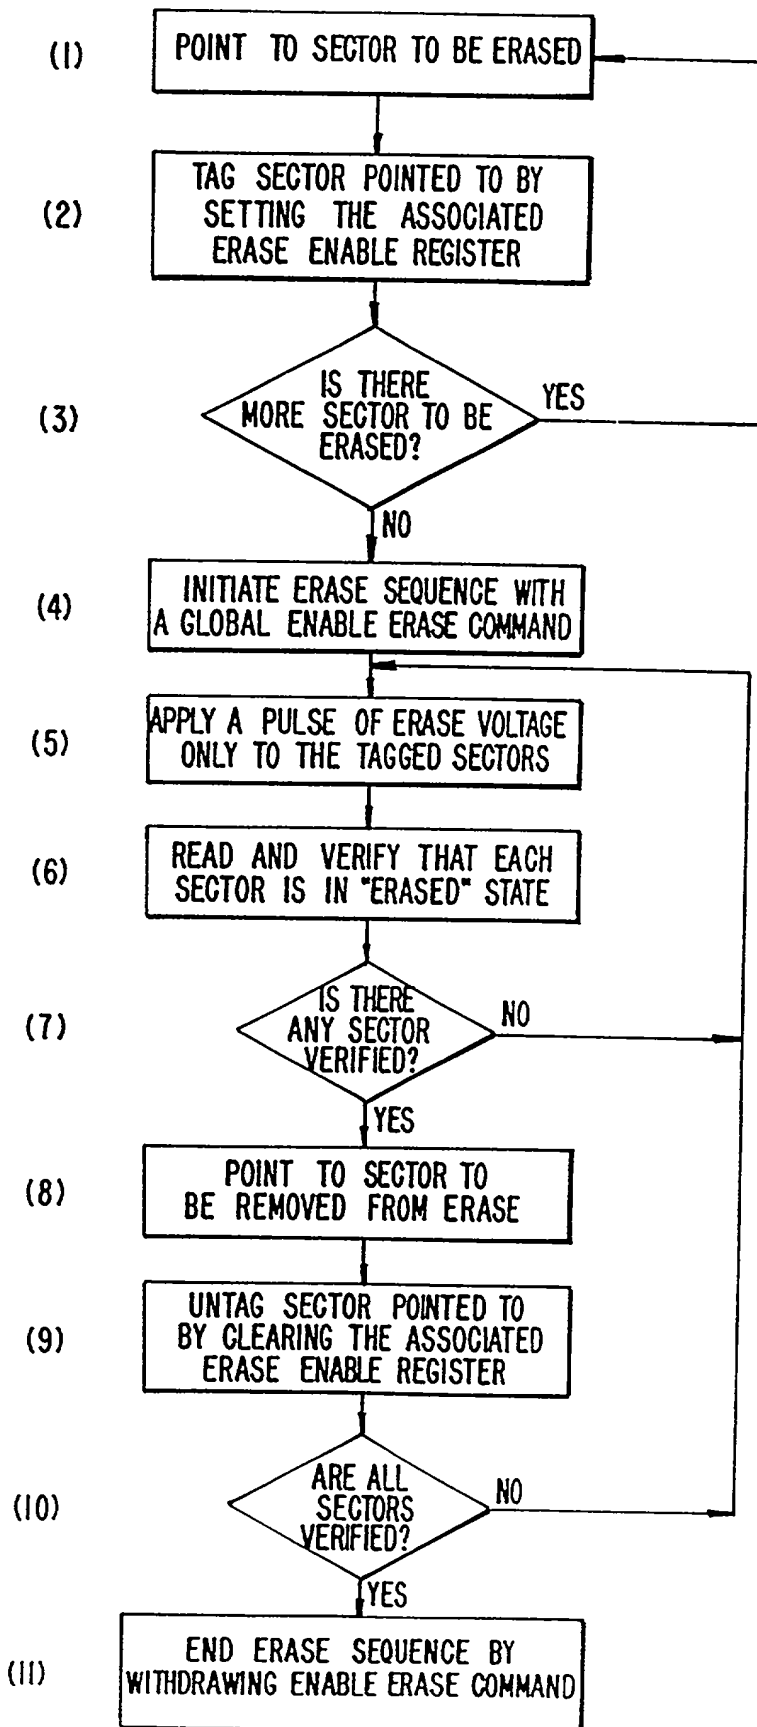 (1)
POINT TO SECTOR TO BE ERASED
(2)
TAG SECTOR POINTED TO BY
SETTING THE ASSOCIATED
ERASE ENABLE REGISTER
(3)
IS THERE
MORE SECTOR TO BE
ERASED?
YES
NO
(4)
INITIATE ERASE SEQUENCE WITH
A GLOBAL ENABLE ERASE COMMAND
(5)
APPLY A PULSE OF ERASE VOLTAGE
ONLY TO THE TAGGED SECTORS
(6)
READ AND VERIFY THAT EACH
SECTOR IS IN "ERASED" STATE
(7)
IS THERE
ANY SECTOR
VERIFIED?
NO
YES
(8)
POINT TO SECTOR TO
BE REMOVED FROM ERASE
(9)
UNTAG SECTOR POINTED TO
BY CLEARING THE ASSOCIATED
ERASE ENABLE REGISTER
(10)
ARE ALL
SECTORS
VERIFIED?
NO
YES
(11)
END ERASE SEQUENCE BY
WITHDRAWING ENABLE ERASE COMMAND